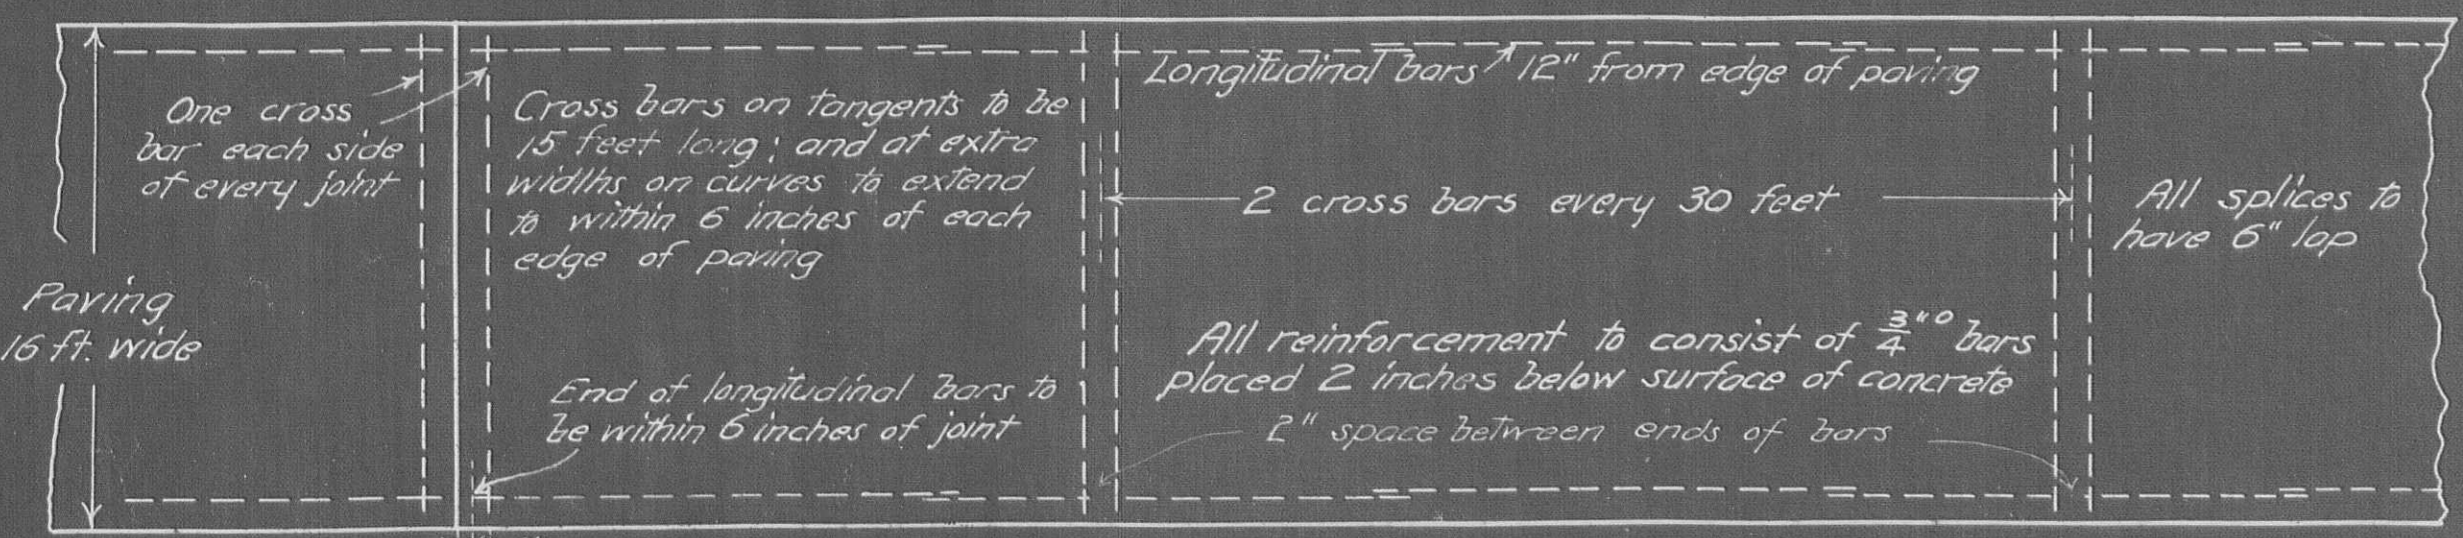 Paving
16 ft. wide
One cross
bar each side
of every joint
Cross bars on tangents to be
15 feet long; and at extra
widths on curves to extend
to within 6 inches of each
edge of paving
End of longitudinal bars to
be within 6 inches of joint
Longitudinal bars 12" from edge of paving
2 cross bars every 30 feet
All reinforcement to consist of 3/4"○ bars
placed 2 inches below surface of concrete
2" space between ends of bars
All splices to
have 6" lap